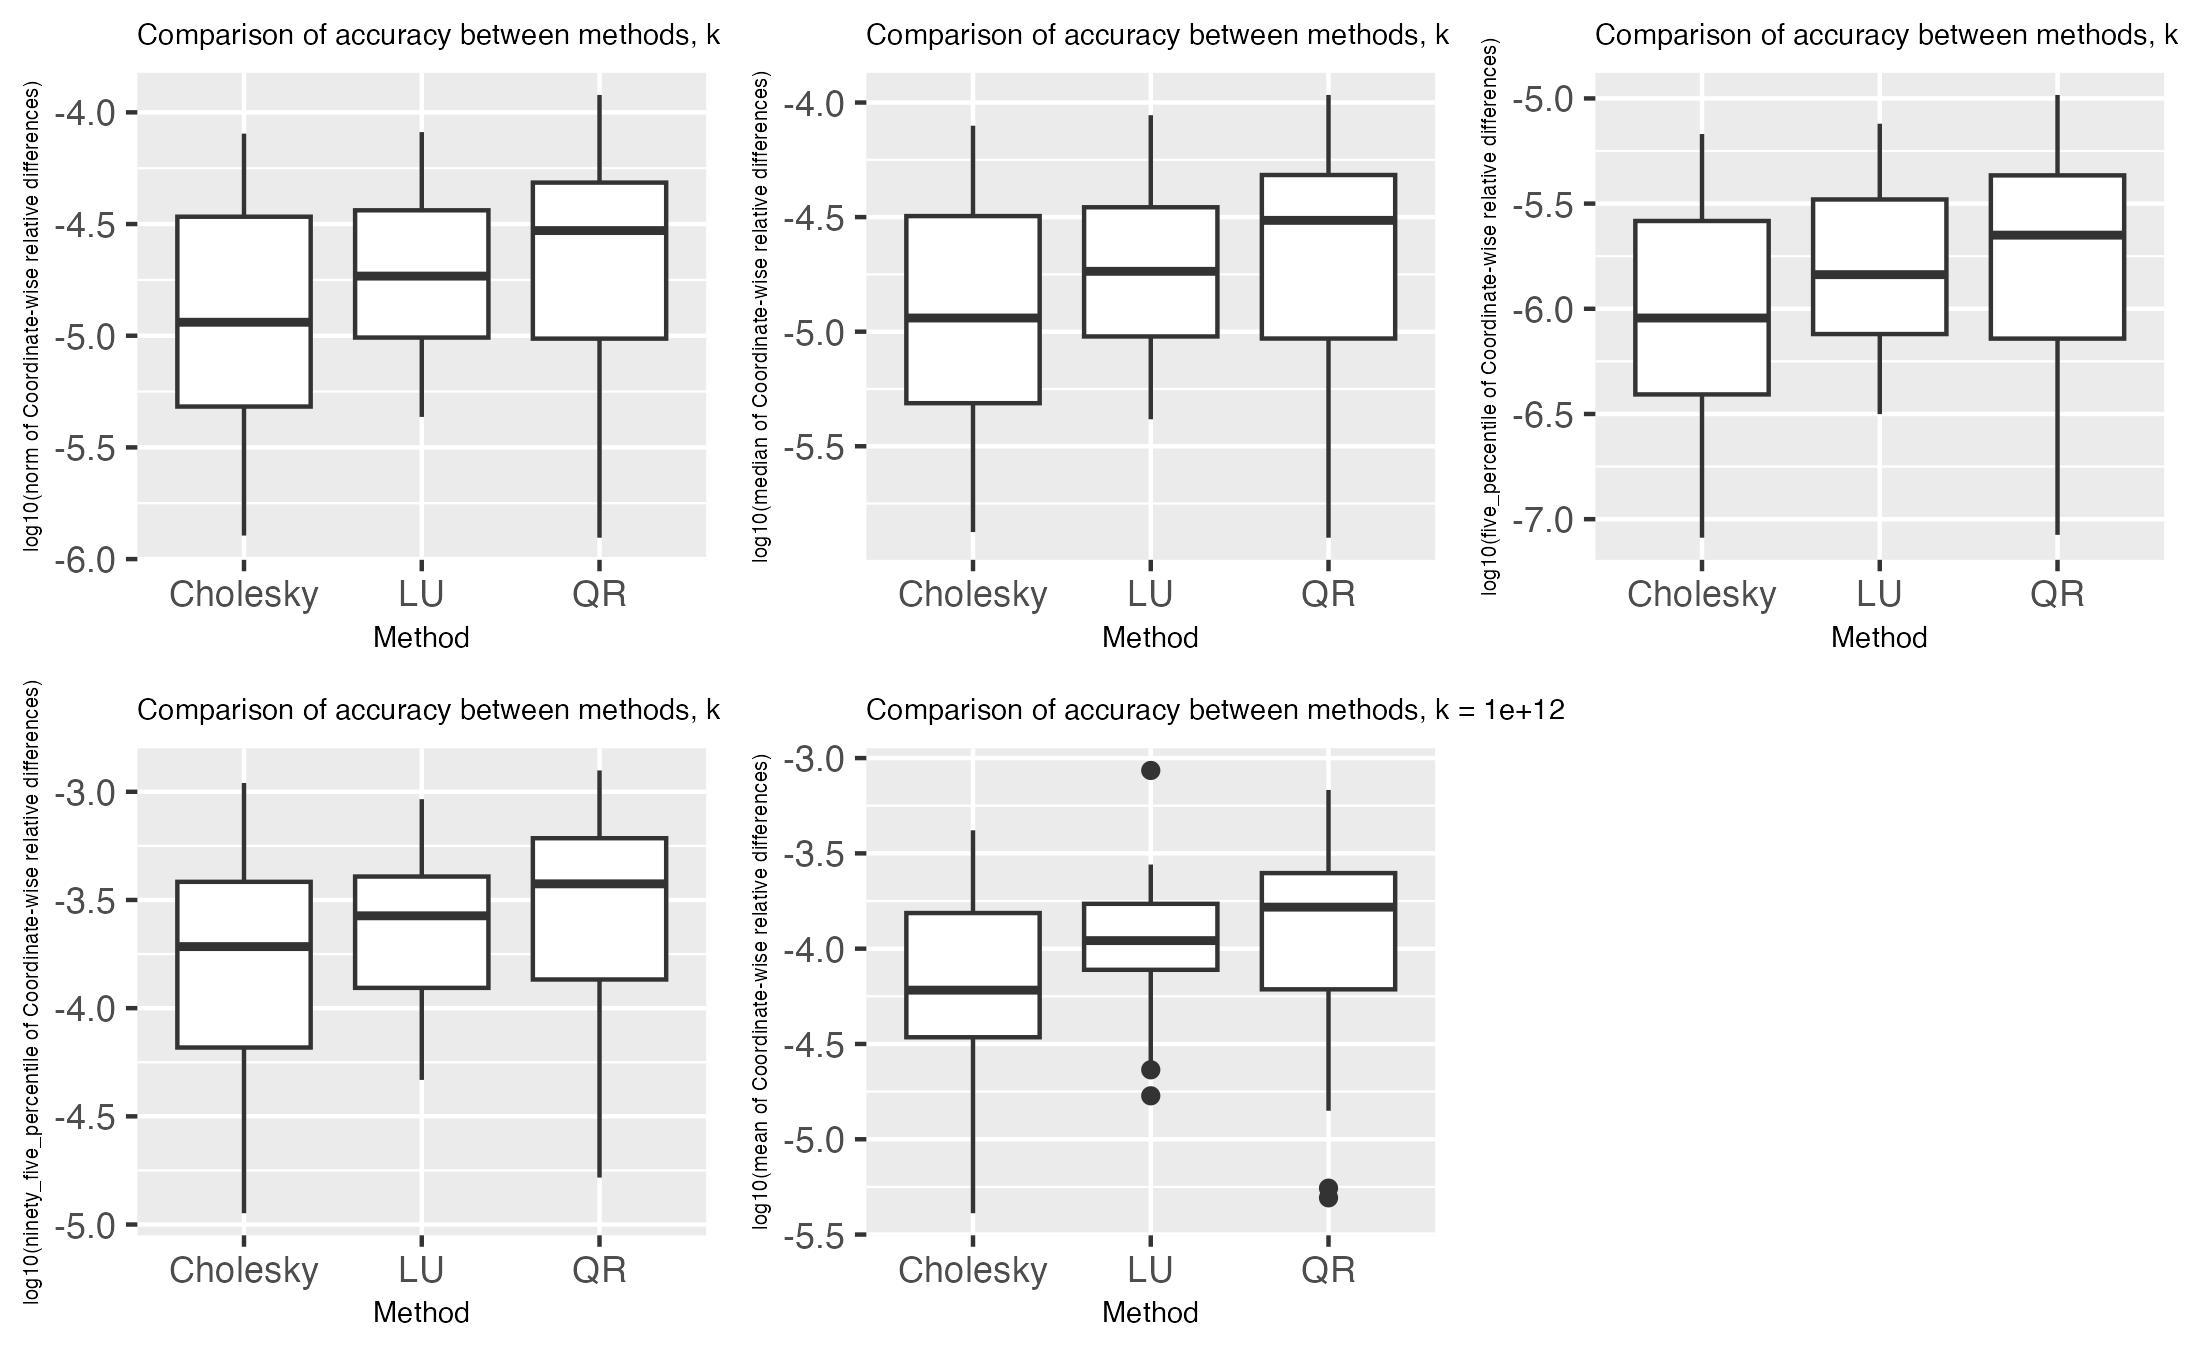 Comparison of accuracy between methods, k
log10(norm of Coordinate-wise relative differences)
-4.0
-4.5
-5.0
-5.5
-6.0
Cholesky LU QR
Method
Comparison of accuracy between methods, k
log10(median of Coordinate-wise relative differences)
-4.0
-4.5
-5.0
-5.5
Cholesky LU QR
Method
Comparison of accuracy between methods, k
log10(five_percentile of Coordinate-wise relative differences)
-5.0
-5.5
-6.0
-6.5
-7.0
Cholesky LU QR
Method
Comparison of accuracy between methods, k
log10(ninety_five_percentile of Coordinate-wise relative differences)
-3.0
-3.5
-4.0
-4.5
-5.0
Cholesky LU QR
Method
Comparison of accuracy between methods, k = 1e+12
log10(mean of Coordinate-wise relative differences)
-3.0
-3.5
-4.0
-4.5
-5.0
-5.5
Cholesky LU QR
Method